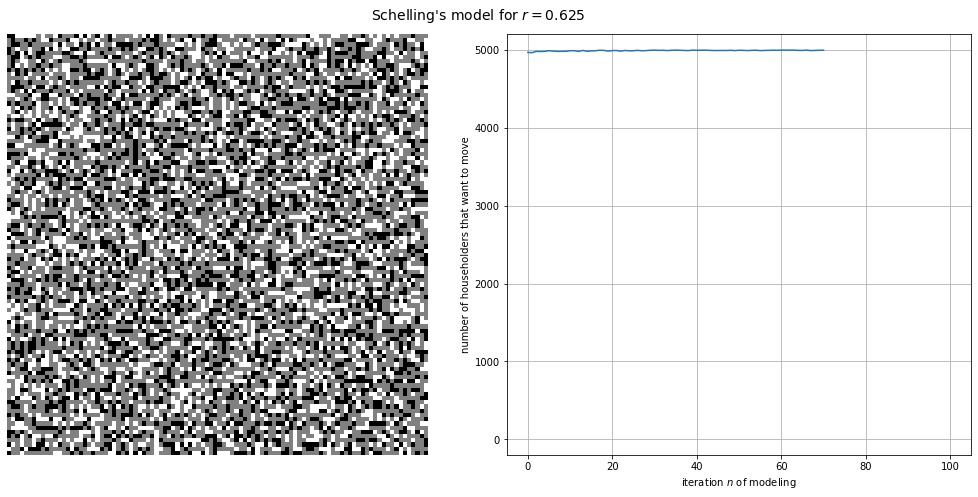 Schelling's model for r = 0.625
number of householders that want to move
5000
4000
3000
2000
1000
0
0 20 40 60 80 100
iteration n of modeling